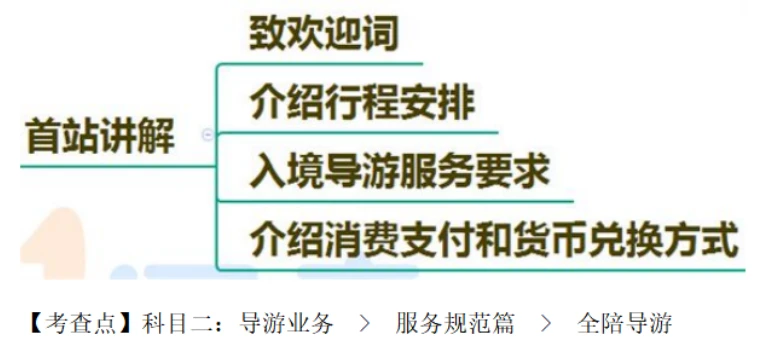 致欢迎词
介绍行程安排
首站讲解
入境导游服务要求
介绍消费支付和货币兑换方式
【考查点】科目二：导游业务 > 服务规范篇 > 全陪导游